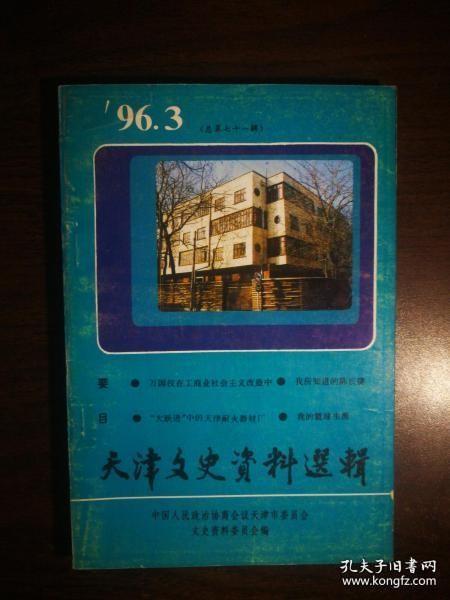 '96.3
(总第七十一辑)
要 ● 万国权在工商业社会主义改造中 ● 我所知道的陈长捷
目 ● "大跃进"中的天津耐火器材厂 ● 我的篮球生涯
天津文史資料選輯
中国人民政治协商会议天津市委员会
文史资料委员会编
孔夫子旧书网
www.kongfz.com